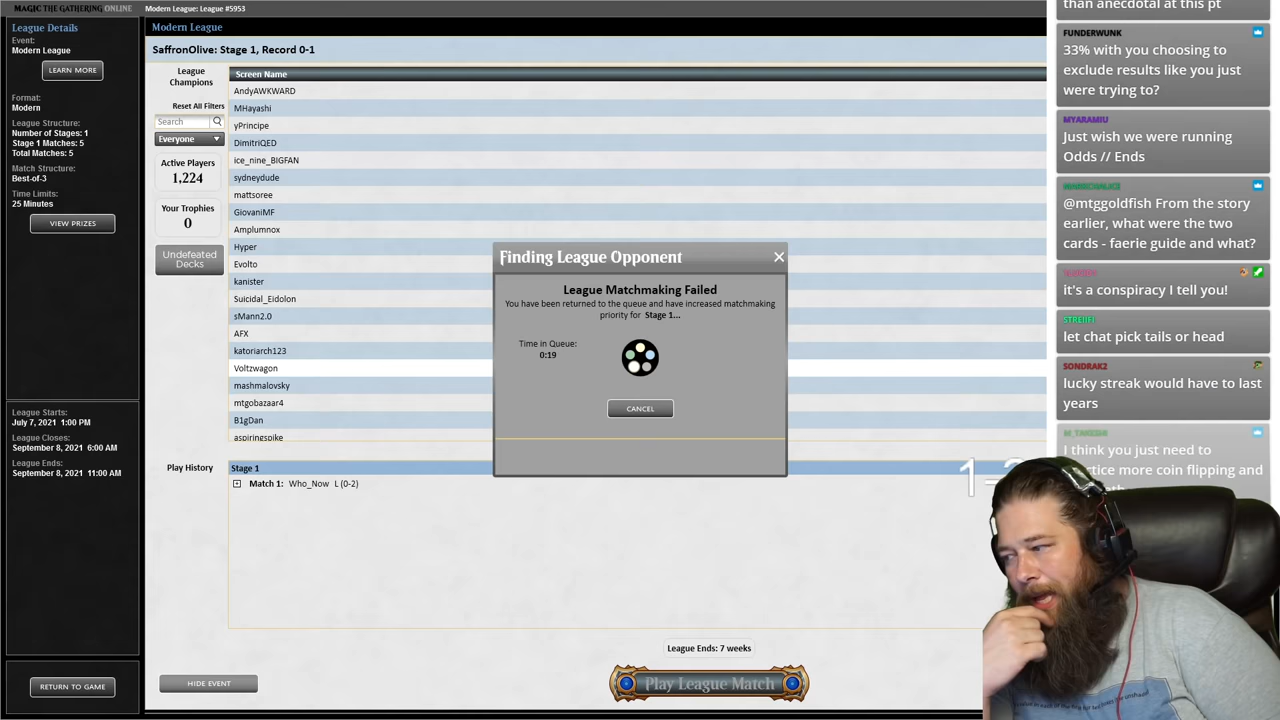 MAGIC THE GATHERING ONLINE
Modern League: League #5953
League Details
Event:
Modern League
LEARN MORE
Format:
Modern
League Structure:
Number of Stages: 1
Stage 1 Matches: 5
Total Matches: 5
Match Structure:
Best-of-3
Time Limits:
25 Minutes
VIEW PRIZES
League Starts:
July 7, 2021 1:00 PM
League Closes:
September 8, 2021 6:00 AM
League Ends:
September 8, 2021 11:00 AM
RETURN TO GAME
Modern League
SaffronOlive: Stage 1, Record 0-1
League
Champions
Reset All Filters
Search
Everyone
Active Players
1,224
Your Trophies
0
Undefeated
Decks
Screen Name
AndyAWKWARD
MHayashi
yPrincipe
DimitriQED
ice_nine_BIGFAN
sydneydude
mattsoree
GiovaniMF
Amplumnox
Hyper
Evolto
kanister
Suicidal_Eidolon
sMann2.0
AFX
katoriarch123
Voltzwagon
mashmalovsky
mtgobazaar4
B1gDan
aspiringspike
Finding League Opponent
League Matchmaking Failed
You have been returned to the queue and have increased matchmaking
priority for Stage 1...
Time in Queue:
0:19
CANCEL
Play History
Stage 1
Match 1: Who_Now L (0-2)
League Ends: 7 weeks
HIDE EVENT
Play League Match
than anecdotal at this pt
FUNDERWUNK
33% with you choosing to
exclude results like you just
were trying to?
MYARAMIU
Just wish we were running
Odds // Ends
@mtggoldfish From the story
earlier, what were the two
cards - faerie guide and what?
it's a conspiracy I tell you!
let chat pick tails or head
SONDRAK2
lucky streak would have to last
years
I think you just need to
more coin flipping and